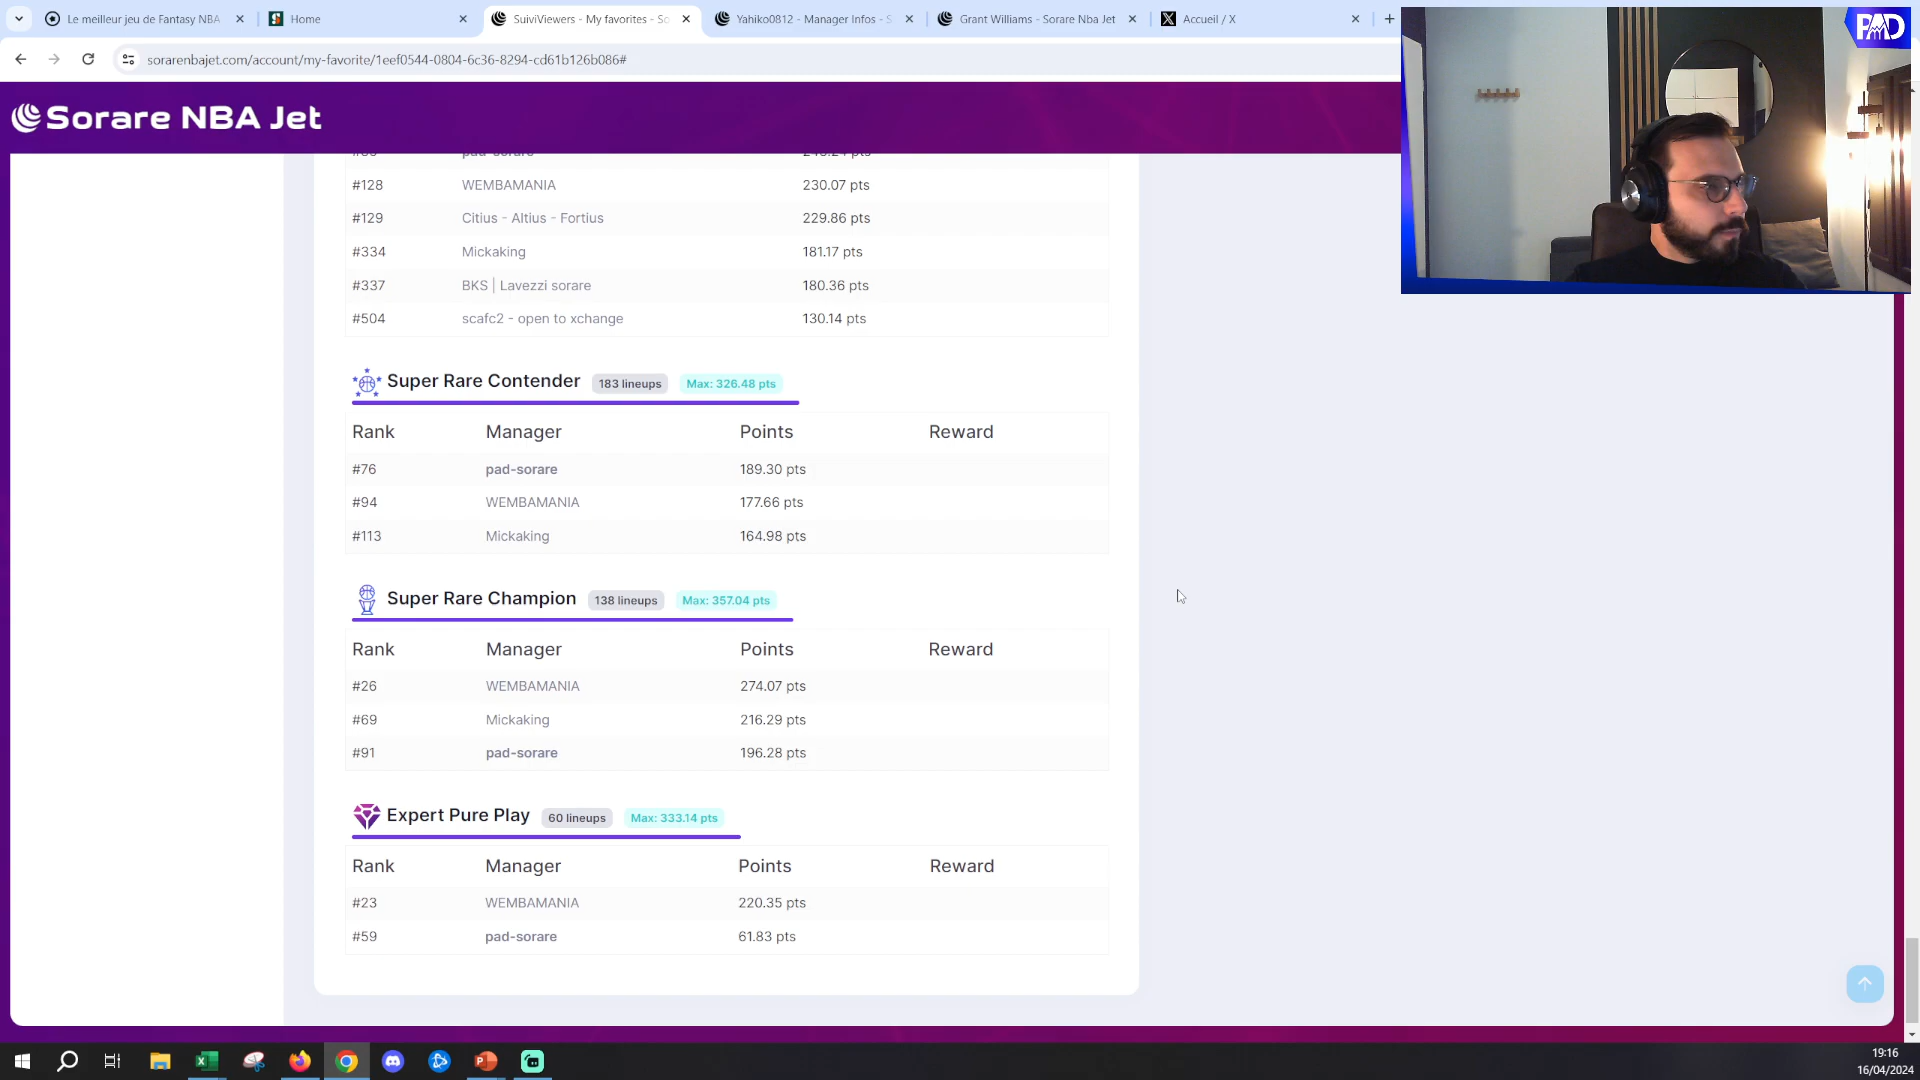 Le meilleur jeu de Fantasy NBA
Home
SuiviViewers - My favorites - So
Yahiko0812 - Manager Infos - S
Grant Williams - Sorare Nba Jet
Accueil / X
sorarenbajet.com/account/my-favorite/1eef0544-0804-6c36-8294-cd61b126b086#
PAD
Sorare NBA Jet
pad-sorare
#128 WEMBAMANIA 230.07 pts
#129 Citius - Altius - Fortius 229.86 pts
#334 Mickaking 181.17 pts
#337 BKS | Lavezzi sorare 180.36 pts
#504 scafc2 - open to xchange 130.14 pts
Super Rare Contender 183 lineups Max: 326.48 pts
Rank Manager Points Reward
#76 pad-sorare 189.30 pts
#94 WEMBAMANIA 177.66 pts
#113 Mickaking 164.98 pts
Super Rare Champion 138 lineups Max: 357.04 pts
Rank Manager Points Reward
#26 WEMBAMANIA 274.07 pts
#69 Mickaking 216.29 pts
#91 pad-sorare 196.28 pts
Expert Pure Play 60 lineups Max: 333.14 pts
Rank Manager Points Reward
#23 WEMBAMANIA 220.35 pts
#59 pad-sorare 61.83 pts
19:16
16/04/2024